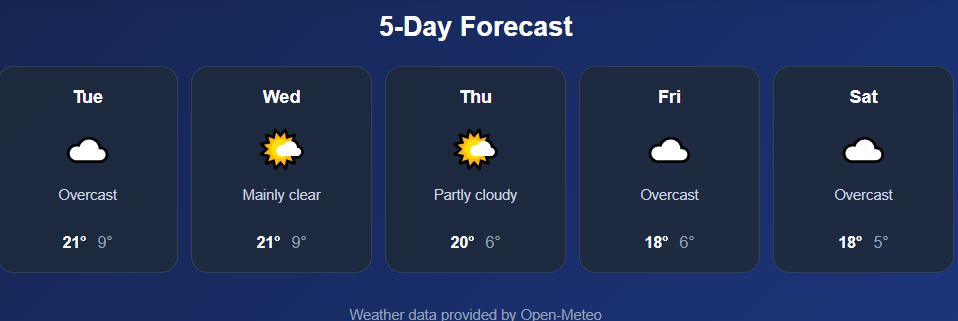 5-Day Forecast
Tue Wed Thu Fri Sat
Overcast Mainly clear Partly cloudy Overcast Overcast
21° 9° 21° 9° 20° 6° 18° 6° 18° 5°
Weather data provided by Open-Meteo